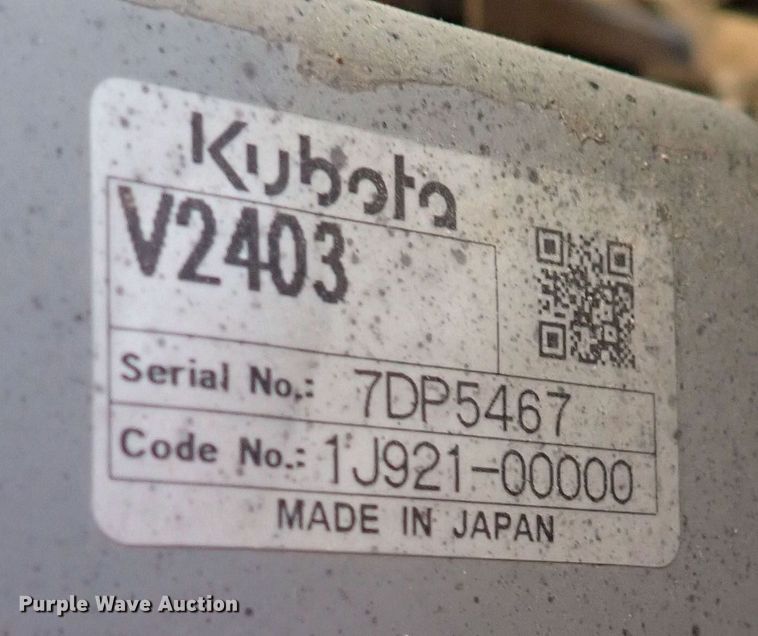 Kubota
V2403
Serial No.: 7DP5467
Code No.: 1J921-00000
MADE IN JAPAN
Purple Wave Auction